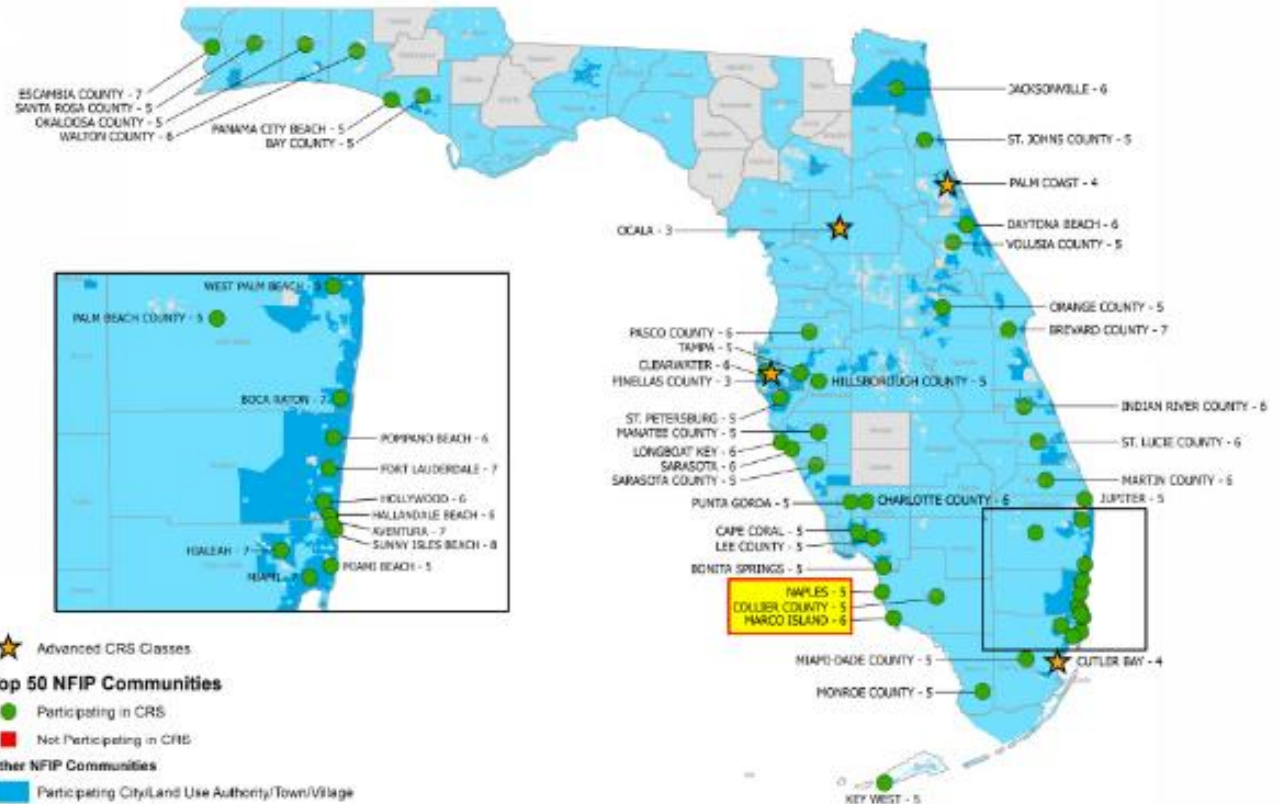 ESCAMBIA COUNTY - 7
SANTA ROSA COUNTY - 5
OKALOOSA COUNTY - 5
WALTON COUNTY - 6
PANAMA CITY BEACH - 5
BAY COUNTY - 5
JACKSONVILLE - 6
ST. JOHNS COUNTY - 5
PALM COAST - 4
OCALA - 3
DAYTONA BEACH - 6
VOLUSIA COUNTY - 5
ORANGE COUNTY - 5
BREVARD COUNTY - 7
PASCO COUNTY - 6
TAMPA - 5
CLEARWATER - 6
PINELLAS COUNTY - 3
HILLSBOROUGH COUNTY - 5
ST. PETERSBURG - 5
MANATEE COUNTY - 5
LONGBOAT KEY - 6
SARASOTA - 6
SARASOTA COUNTY - 5
INDIAN RIVER COUNTY - 6
ST. LUCIE COUNTY - 6
MARTIN COUNTY - 6
JUPITER - 5
PUNTA GORDA - 5
CHARLOTTE COUNTY - 6
CAPE CORAL - 5
LEE COUNTY - 5
BONITA SPRINGS - 5
NAPLES - 5
COLLIER COUNTY - 5
MARCO ISLAND - 6
MIAMI-DADE COUNTY - 5
CUTLER BAY - 4
MONROE COUNTY - 5
KEY WEST - 5
WEST PALM BEACH - 5
PALM BEACH COUNTY - 5
BOCA RATON - 7
POMPANO BEACH - 6
FORT LAUDERDALE - 7
HOLLYWOOD - 6
HALLANDALE BEACH - 6
AVENTURA - 7
SUNNY ISLES BEACH - 8
HIALEAH - 7
MIAMI BEACH - 5
MIAMI - 7
Advanced CRS Classes
op 50 NFIP Communities
Participating in CRS
Not Participating in CRS
ther NFIP Communities
Participating City/Land Use Authority/Town/Village